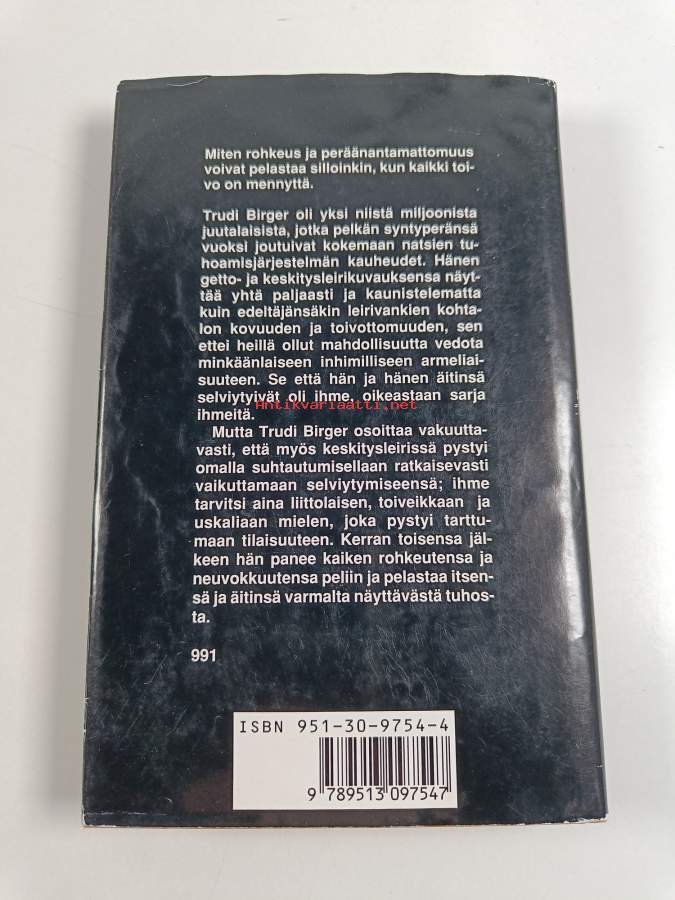 Miten rohkeus ja peräänantamattomuus
voivat pelastaa silloinkin, kun kaikki toi-
vo on mennyttä.
Trudi Birger oli yksi niistä miljoonista
juutalaisista, jotka pelkän syntyperänsä
vuoksi joutuivat kokemaan natsien tu-
hoamisjärjestelmän kauheudet. Hänen
getto- ja keskitysleirikuvauksensa näyt-
tää yhtä paljaasti ja kaunistelematta
kuin edeltäjänsäkin leirivankien kohta-
lon kovuuden ja toivottomuuden, sen
ettei heillä ollut mahdollisuutta vedota
minkäänlaiseen inhimilliseen armeliai-
suuteen. Se että hän ja hänen äitinsä
selviytyivät oli ihme, oikeastaan sarja
Antikvariaatti.net
ihmeitä.
Mutta Trudi Birger osoittaa vakuutta-
vasti, että myös keskitysleirissä pystyi
omalla suhtautumisellaan ratkaisevasti
vaikuttamaan selviytymiseensä; ihme
tarvitsi aina liittolaisen, toiveikkaan ja
uskaliaan mielen, joka pystyi tarttu-
maan tilaisuuteen. Kerran toisensa jäl-
keen hän panee kaiken rohkeutensa ja
neuvokkuutensa peliin ja pelastaa itsen-
sä ja äitinsä varmalta näyttävästä tuhos-
ta.
991
ISBN 951-30-9754-4
9 789513 097547